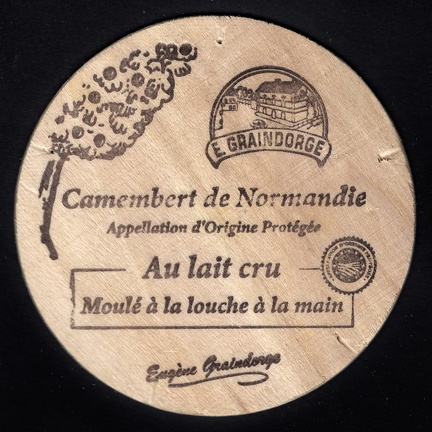 E. GRAINDORGE
Camembert de Normandie
Appellation d'Origine Protégée
Au lait cru
Moulé à la louche à la main
Eugène Graindorge